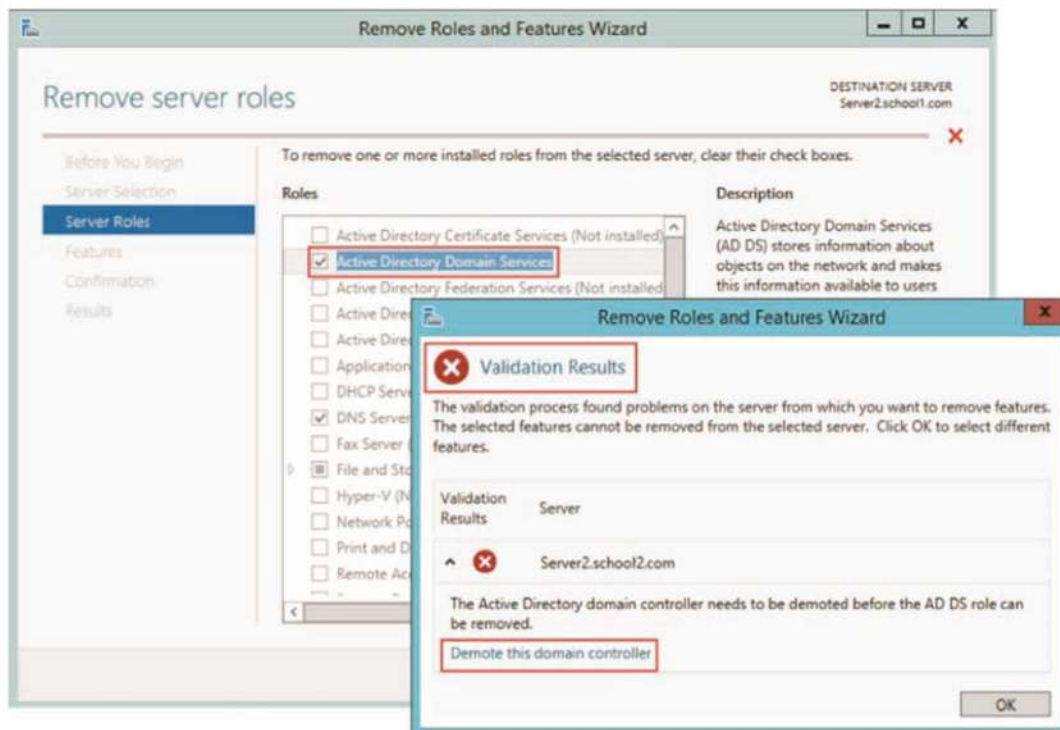 Remove Roles and Features Wizard
Remove server roles
DESTINATION SERVER
Server2.school1.com
Before You Begin
Server Selection
Server Roles
Features
Confirmation
Results
To remove one or more installed roles from the selected server, clear their check boxes.
Roles
Active Directory Certificate Services (Not installed)
Active Directory Domain Services
Active Directory Federation Services (Not installed
Active Direc
Active Direc
Application
DHCP Serve
DNS Server
Fax Server (
File and Sto
Hyper-V (N
Network Po
Print and D
Remote Acc
Description
Active Directory Domain Services
(AD DS) stores information about
objects on the network and makes
this information available to users
Remove Roles and Features Wizard
Validation Results
The validation process found problems on the server from which you want to remove features.
The selected features cannot be removed from the selected server. Click OK to select different
features.
Validation
Results
Server
Server2.school2.com
The Active Directory domain controller needs to be demoted before the AD DS role can
be removed.
Demote this domain controller
OK